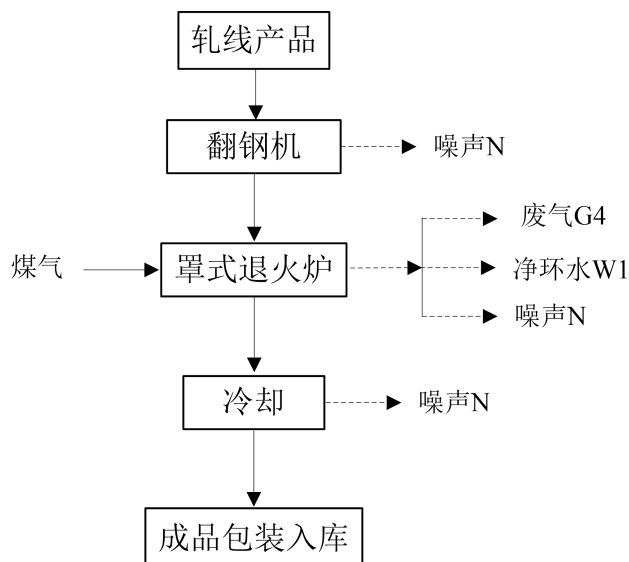 轧线产品
翻钢机
噪声N
废气G4
煤气
罩式退火炉
净环水W1
噪声N
冷却
噪声N
成品包装入库